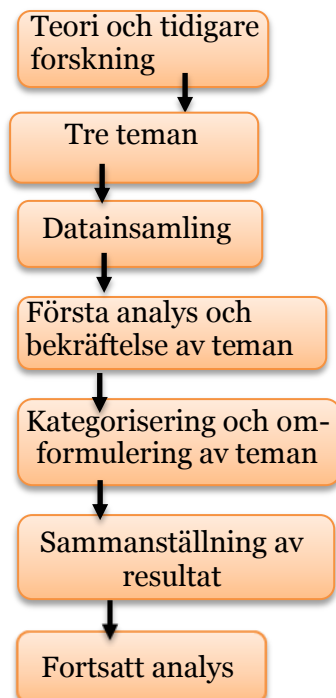 Teori och tidigare
forskning
Tre teman
Datainsamling
Första analys och
bekräftelse av teman
Kategorisering och om-
formulering av teman
Sammanställning av
resultat
Fortsatt analys